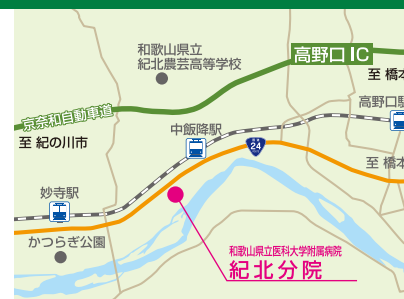 和歌山県立
紀北農芸高等学校
高野口 IC
至 橋本
高野口駅
京奈和自動車道
至 紀の川市
中飯降駅
24
至 橋本
妙寺駅
かつらぎ公園
和歌山県立医科大学附属病院
紀北分院